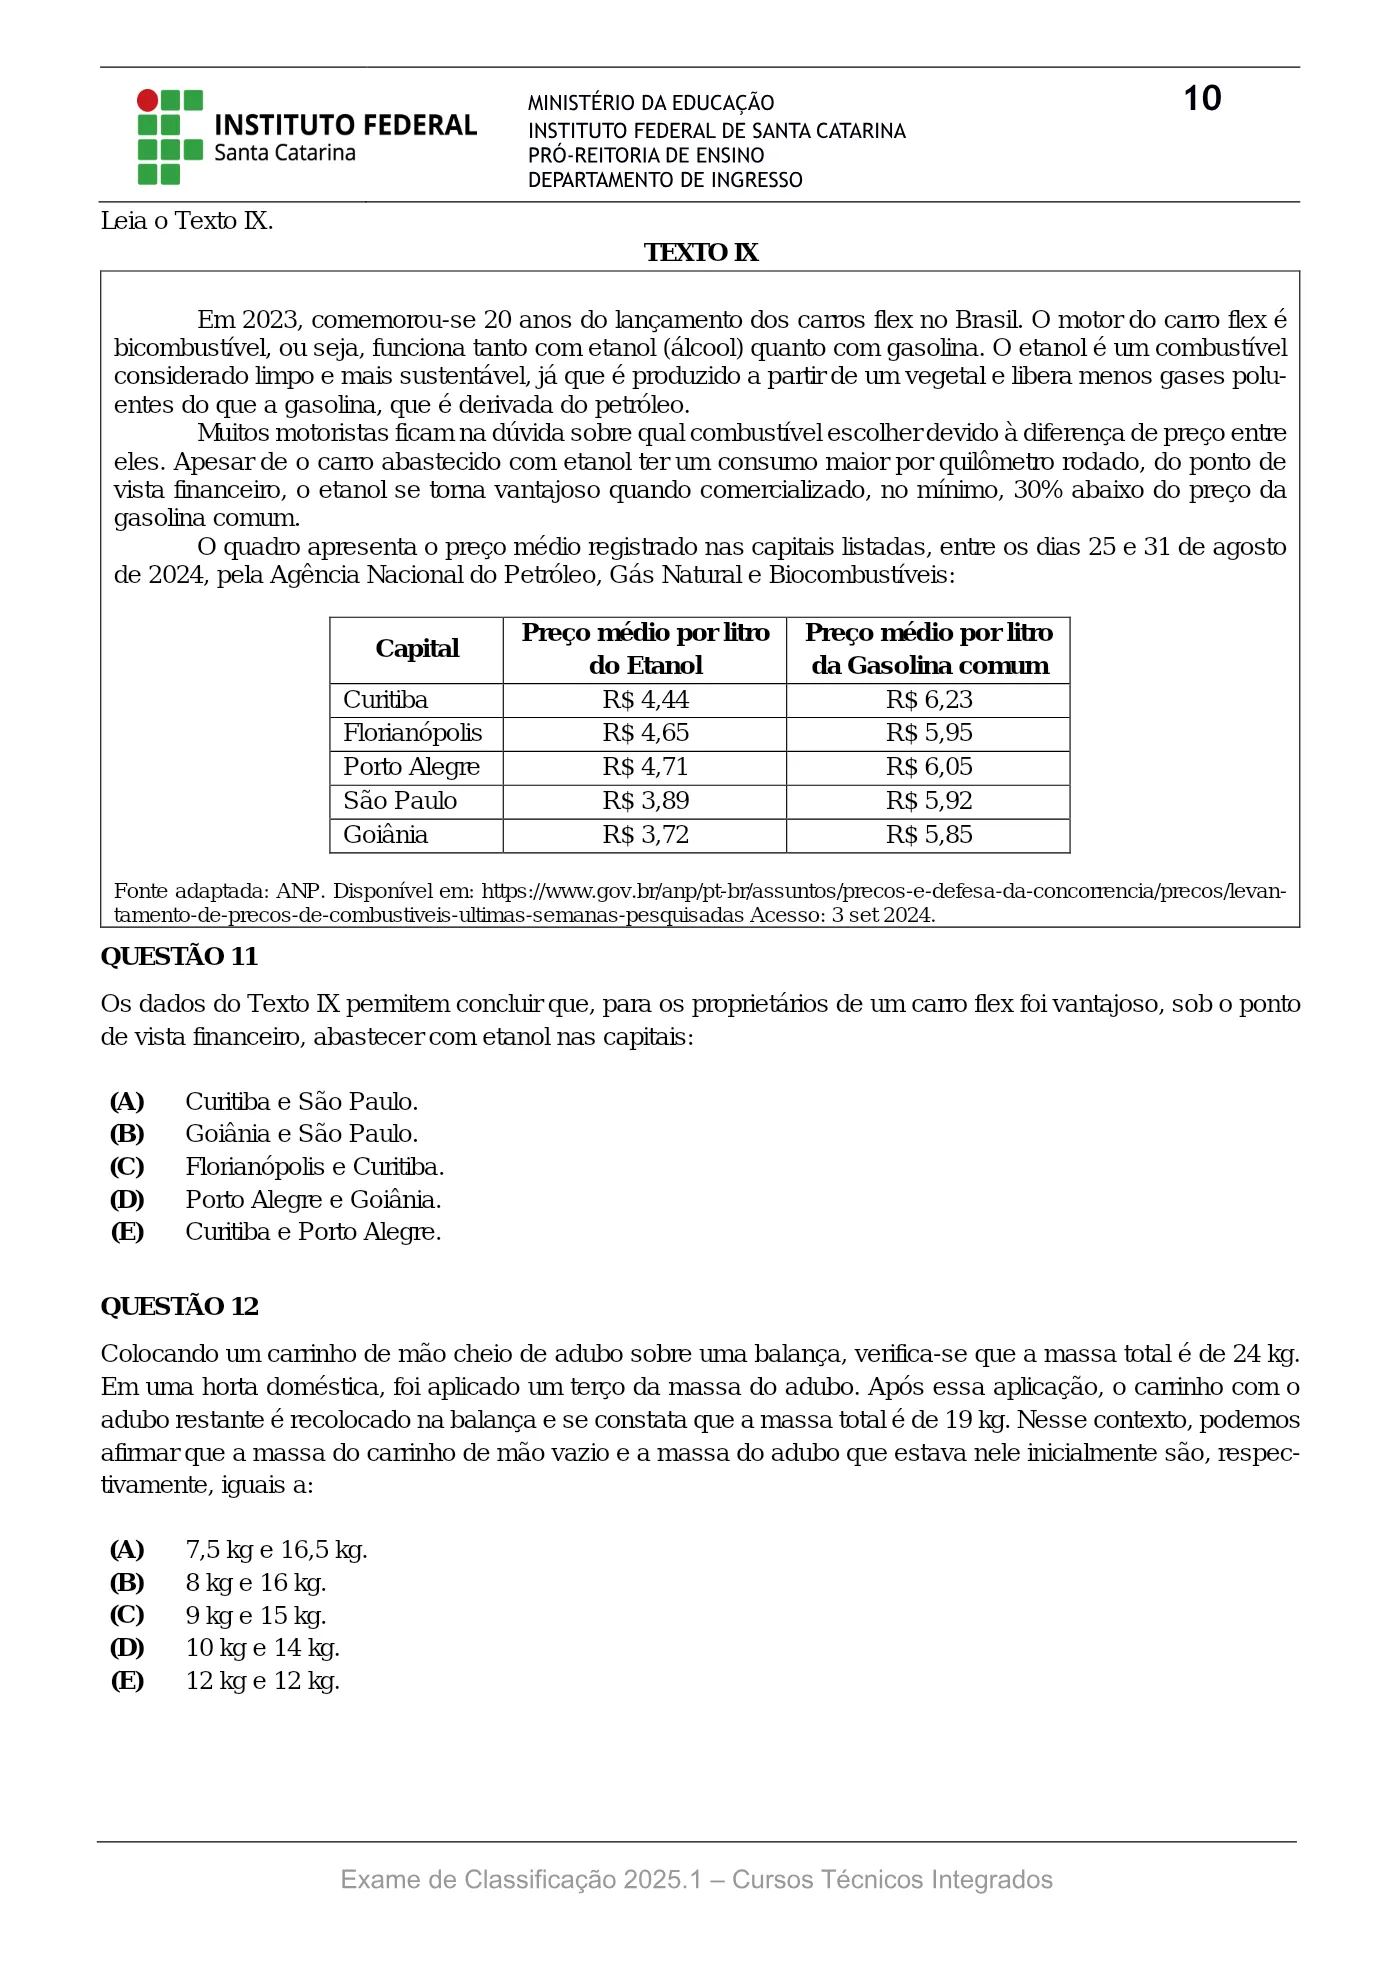 INSTITUTO FEDERAL
Santa Catarina
MINISTÉRIO DA EDUCAÇÃO
INSTITUTO FEDERAL DE SANTA CATARINA
PRÓ-REITORIA DE ENSINO
DEPARTAMENTO DE INGRESSO
10
Leia o Texto IX.
TEXTO IX
Em 2023, comemorou-se 20 anos do lançamento dos carros flex no Brasil. O motor do carro flex é
bicombustível, ou seja, funciona tanto com etanol (álcool) quanto com gasolina. O etanol é um combustível
considerado limpo e mais sustentável, já que é produzido a partir de um vegetal e libera menos gases polu-
entes do que a gasolina, que é derivada do petróleo.
Muitos motoristas ficam na dúvida sobre qual combustível escolher devido à diferença de preço entre
eles. Apesar de o carro abastecido com etanol ter um consumo maior por quilômetro rodado, do ponto de
vista financeiro, o etanol se torna vantajoso quando comercializado, no mínimo, 30% abaixo do preço da
gasolina comum.
O quadro apresenta o preço médio registrado nas capitais listadas, entre os dias 25 e 31 de agosto
de 2024, pela Agência Nacional do Petróleo, Gás Natural e Biocombustíveis:
Capital Preço médio por litro do Etanol Preço médio por litro da Gasolina comum
Curitiba R$ 4,44 R$ 6,23
Florianópolis R$ 4,65 R$ 5,95
Porto Alegre R$ 4,71 R$ 6,05
São Paulo R$ 3,89 R$ 5,92
Goiânia R$ 3,72 R$ 5,85
Fonte adaptada: ANP. Disponível em: https://www.gov.br/anp/pt-br/assuntos/precos-e-defesa-da-concorrencia/precos/levan-
tamento-de-precos-de-combustiveis-ultimas-semanas-pesquisadas Acesso: 3 set 2024.
QUESTÃO 11
Os dados do Texto IX permitem concluir que, para os proprietários de um carro flex foi vantajoso, sob o ponto
de vista financeiro, abastecer com etanol nas capitais:
(A) Curitiba e São Paulo.
(B) Goiânia e São Paulo.
(C) Florianópolis e Curitiba.
(D) Porto Alegre e Goiânia.
(E) Curitiba e Porto Alegre.
QUESTÃO 12
Colocando um carrinho de mão cheio de adubo sobre uma balança, verifica-se que a massa total é de 24 kg.
Em uma horta doméstica, foi aplicado um terço da massa do adubo. Após essa aplicação, o carrinho com o
adubo restante é recolocado na balança e se constata que a massa total é de 19 kg. Nesse contexto, podemos
afirmar que a massa do carrinho de mão vazio e a massa do adubo que estava nele inicialmente são, respec-
tivamente, iguais a:
(A) 7,5 kg e 16,5 kg.
(B) 8 kg e 16 kg.
(C) 9 kg e 15 kg.
(D) 10 kg e 14 kg.
(E) 12 kg e 12 kg.
Exame de Classificação 2025.1 – Cursos Técnicos Integrados